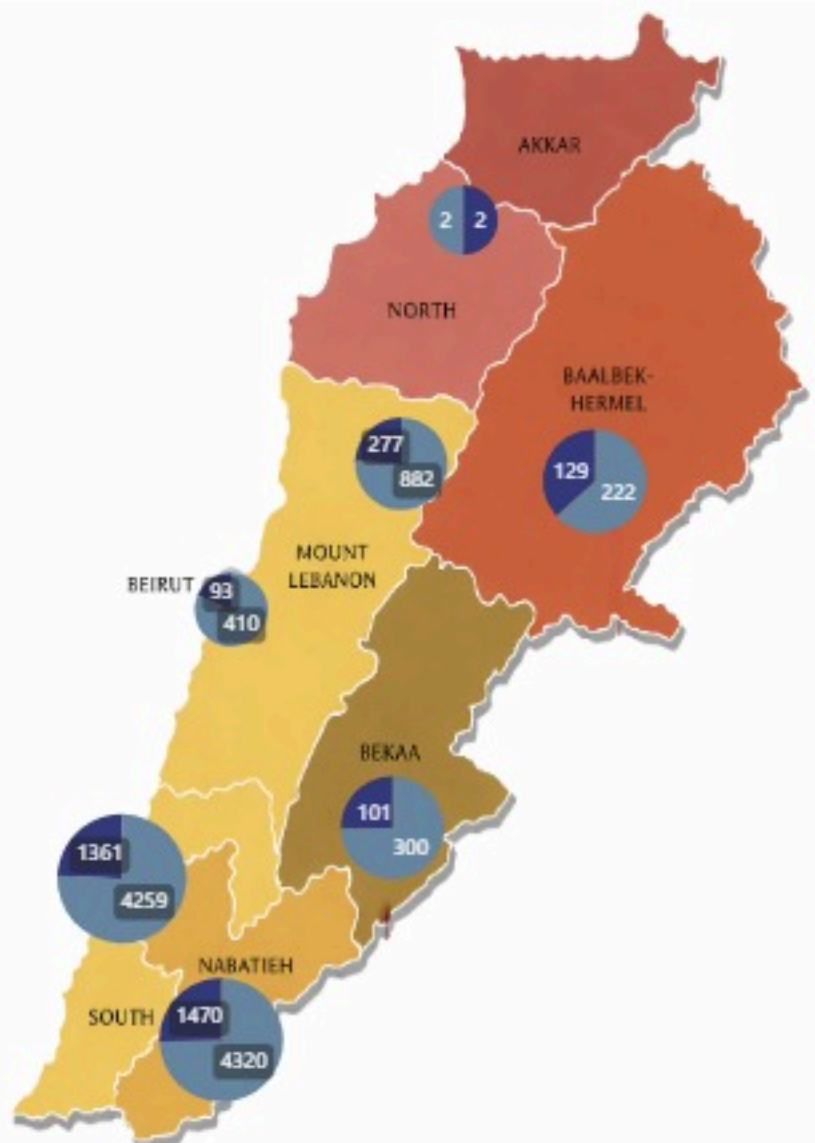 AKKAR
2 2
NORTH
BAALBEK-
HERMEL
277
882
129
222
MOUNT
LEBANON
BEIRUT
93
410
BEKAA
101
300
1361
4259
NABATIEH
SOUTH
1470
4320